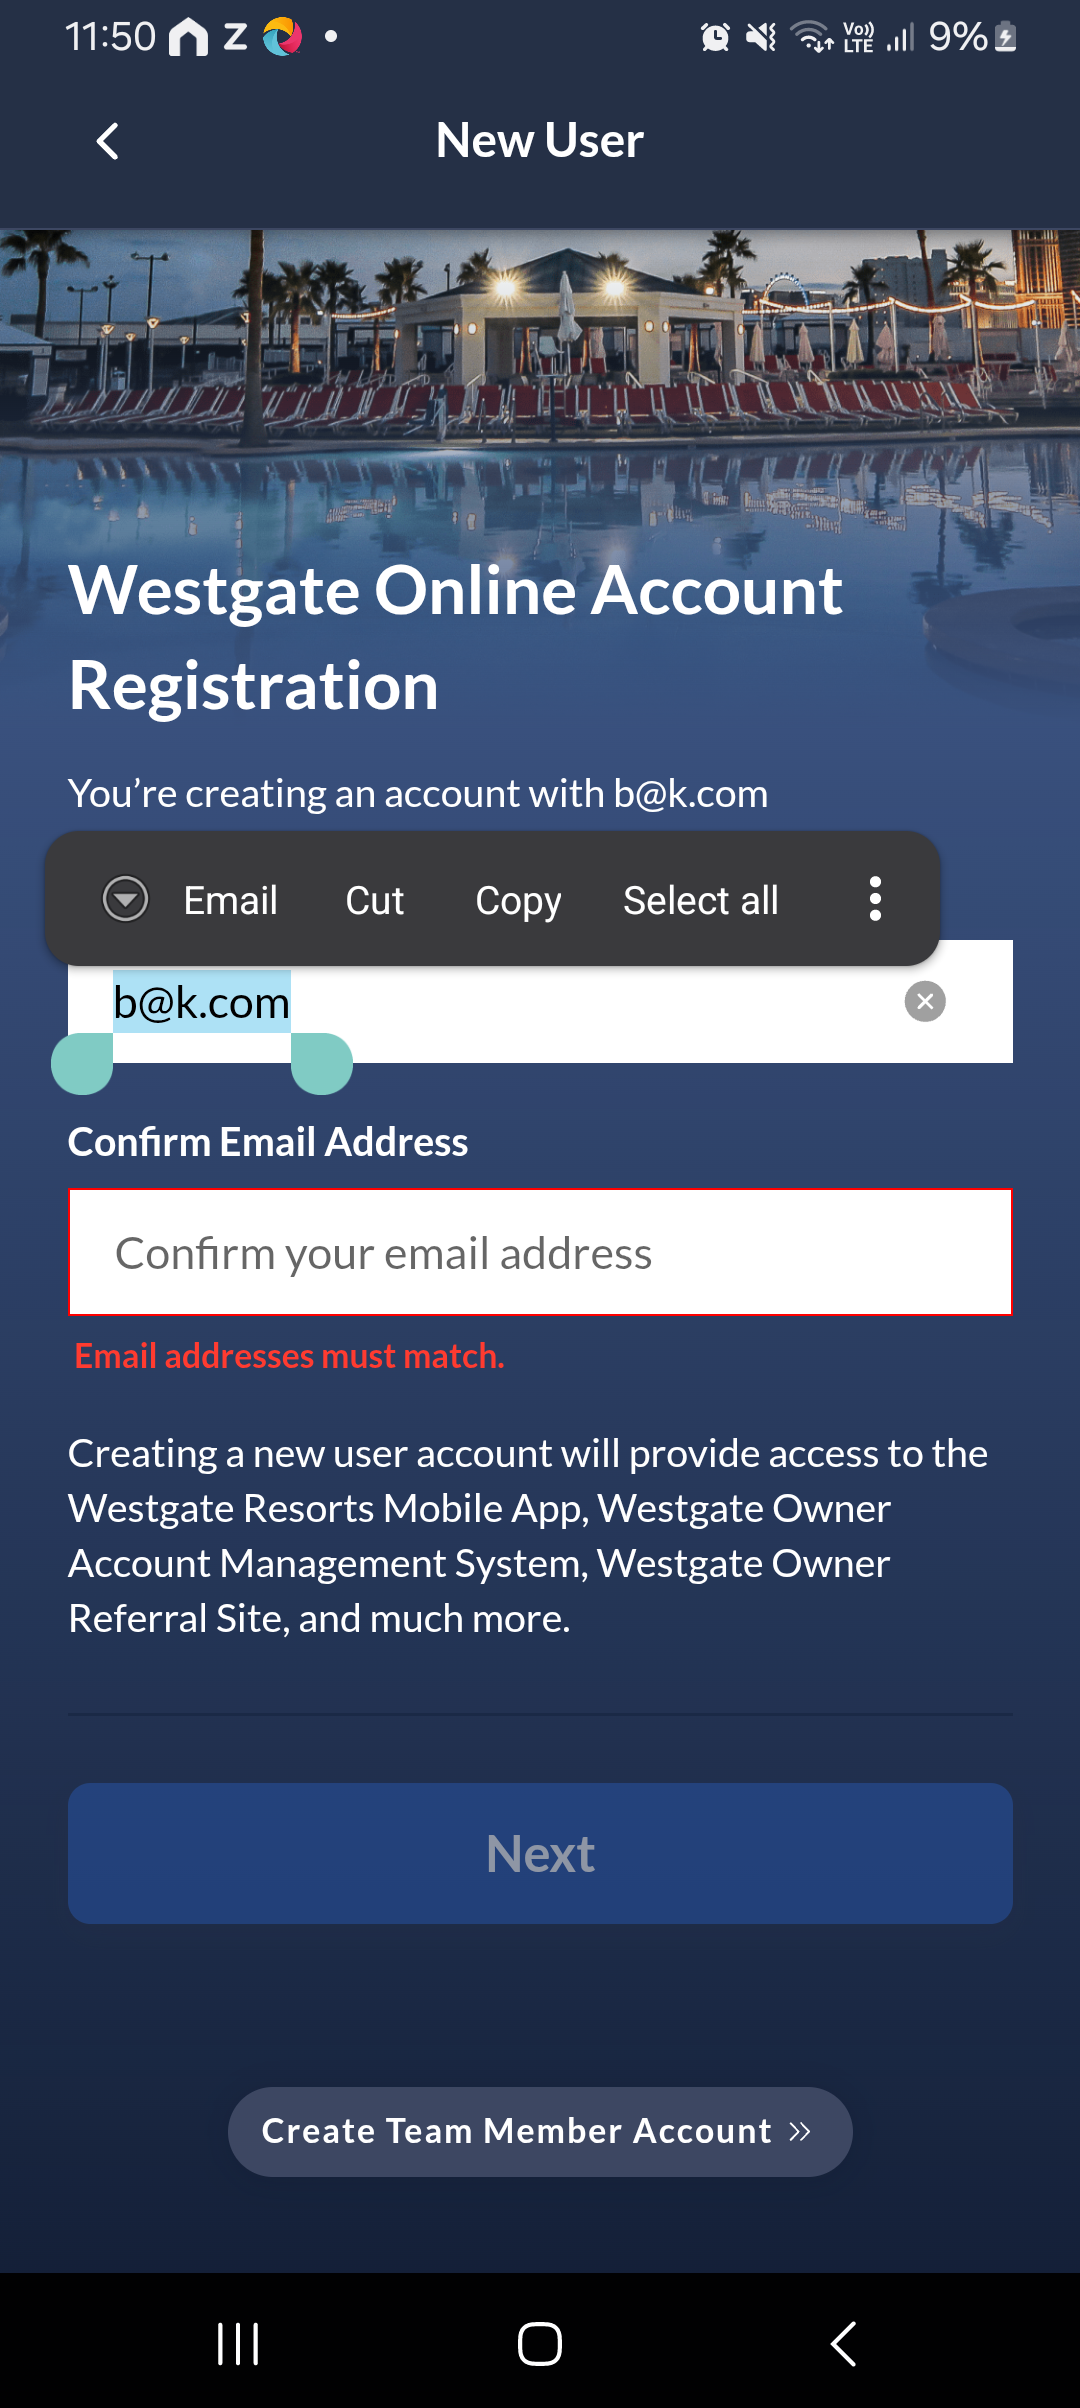 11:50 Z Vo)) LTE 9%
New User
Westgate Online Account
Registration
You’re creating an account with b@k.com
Email Cut Copy Select all
b@k.com
Confirm Email Address
Confirm your email address
Email addresses must match.
Creating a new user account will provide access to the
Westgate Resorts Mobile App, Westgate Owner
Account Management System, Westgate Owner
Referral Site, and much more.
Next
Create Team Member Account